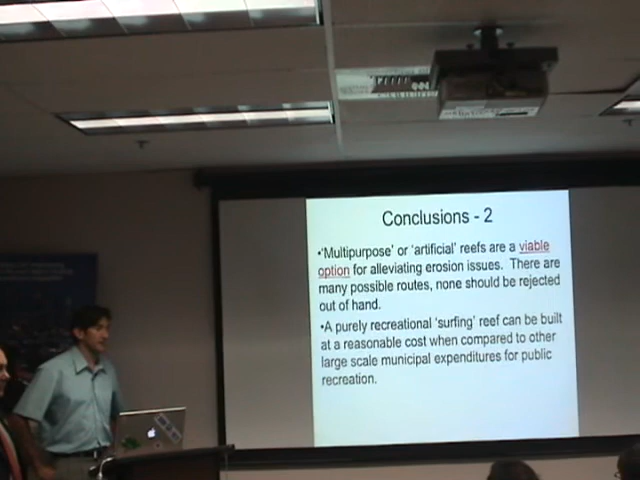 Conclusions - 2
•'Multipurpose' or 'artificial' reefs are a viable
option for alleviating erosion issues. There are
many possible routes, none should be rejected
out of hand.
•A purely recreational 'surfing' reef can be built
at a reasonable cost when compared to other
large scale municipal expenditures for public
recreation.